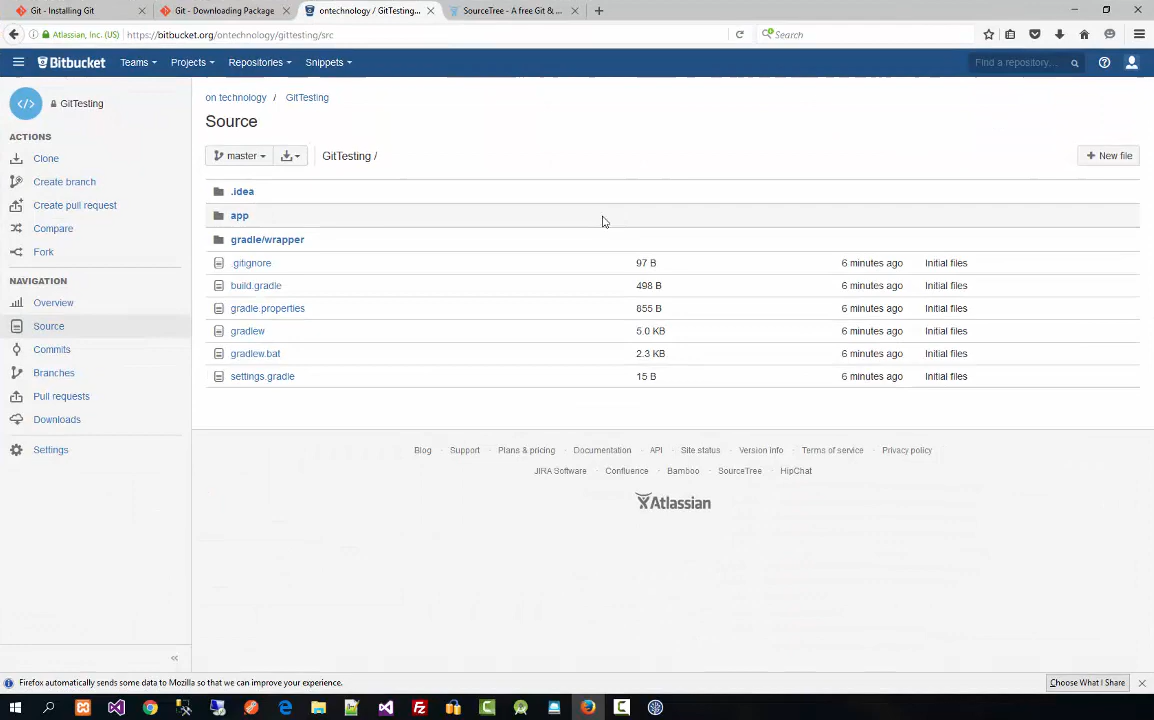 Git - Installing Git
Git - Downloading Package
ontechnology / GitTesting...
SourceTree - A free Git & ...
Atlassian, Inc. (US)
https://bitbucket.org/ontechnology/gittesting/src
Search
Bitbucket
Teams
Projects
Repositories
Snippets
Find a repository...
GitTesting
on technology / GitTesting
Source
ACTIONS
master
GitTesting /
New file
Clone
Create branch
Create pull request
Compare
Fork
NAVIGATION
Overview
Source
Commits
Branches
Pull requests
Downloads
Settings
.idea
app
gradle/wrapper
.gitignore 97 B 6 minutes ago Initial files
build.gradle 498 B 6 minutes ago Initial files
gradle.properties 855 B 6 minutes ago Initial files
gradlew 5.0 KB 6 minutes ago Initial files
gradlew.bat 2.3 KB 6 minutes ago Initial files
settings.gradle 15 B 6 minutes ago Initial files
Blog · Support · Plans & pricing · Documentation · API · Site status · Version info · Terms of service · Privacy policy
JIRA Software · Confluence · Bamboo · SourceTree · HipChat
Atlassian
Firefox automatically sends some data to Mozilla so that we can improve your experience.
Choose What I Share